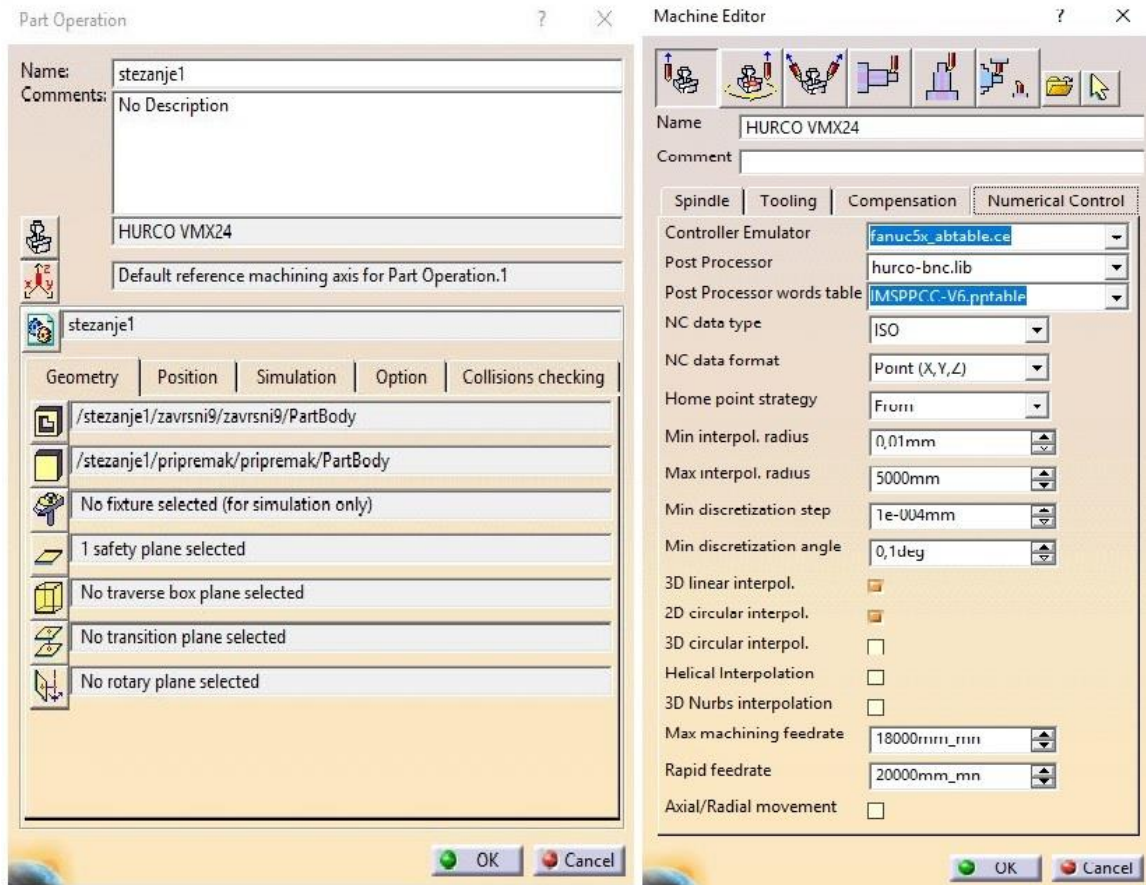 Part Operation
Name: stezanje1
Comments: No Description
HURCO VMX24
Default reference machining axis for Part Operation.1
stezanje1
Geometry Position Simulation Option Collisions checking
/stezanje1/zavrsni9/zavrsni9/PartBody
/stezanje1/pripremak/pripremak/PartBody
No fixture selected (for simulation only)
1 safety plane selected
No traverse box plane selected
No transition plane selected
No rotary plane selected
OK Cancel
Machine Editor
Name HURCO VMX24
Comment
Spindle Tooling Compensation Numerical Control
Controller Emulator fanuc5x_abtable.ce
Post Processor hurco-bnc.lib
Post Processor words table IMSPPCC-V6.pptable
NC data type ISO
NC data format Point (X,Y,Z)
Home point strategy From
Min interpol. radius 0,01mm
Max interpol. radius 5000mm
Min discretization step 1e-004mm
Min discretization angle 0,1deg
3D linear interpol.
2D circular interpol.
3D circular interpol.
Helical Interpolation
3D Nurbs interpolation
Max machining feedrate 18000mm_mn
Rapid feedrate 20000mm_mn
Axial/Radial movement
OK Cancel